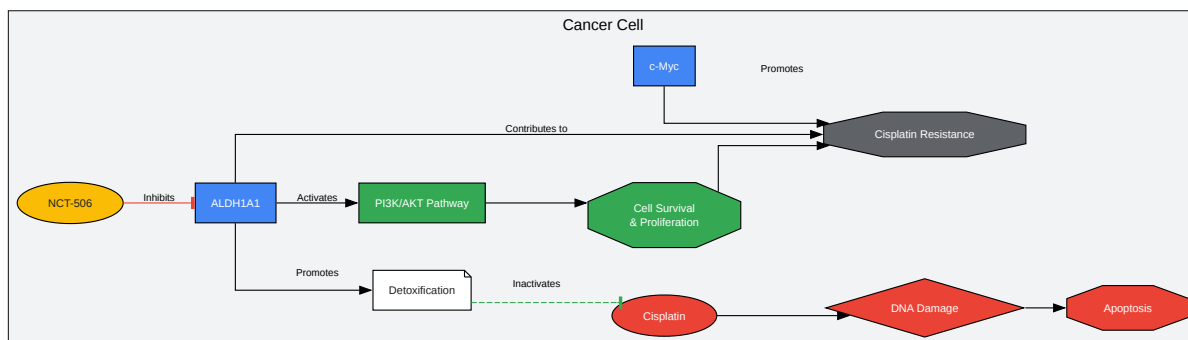 Cancer Cell
c-Myc
Promotes
Contributes to
Cisplatin Resistance
NCT-506
Inhibits
ALDH1A1
Activates
PI3K/AKT Pathway
Cell Survival
& Proliferation
Promotes
Detoxification
Inactivates
Cisplatin
DNA Damage
Apoptosis